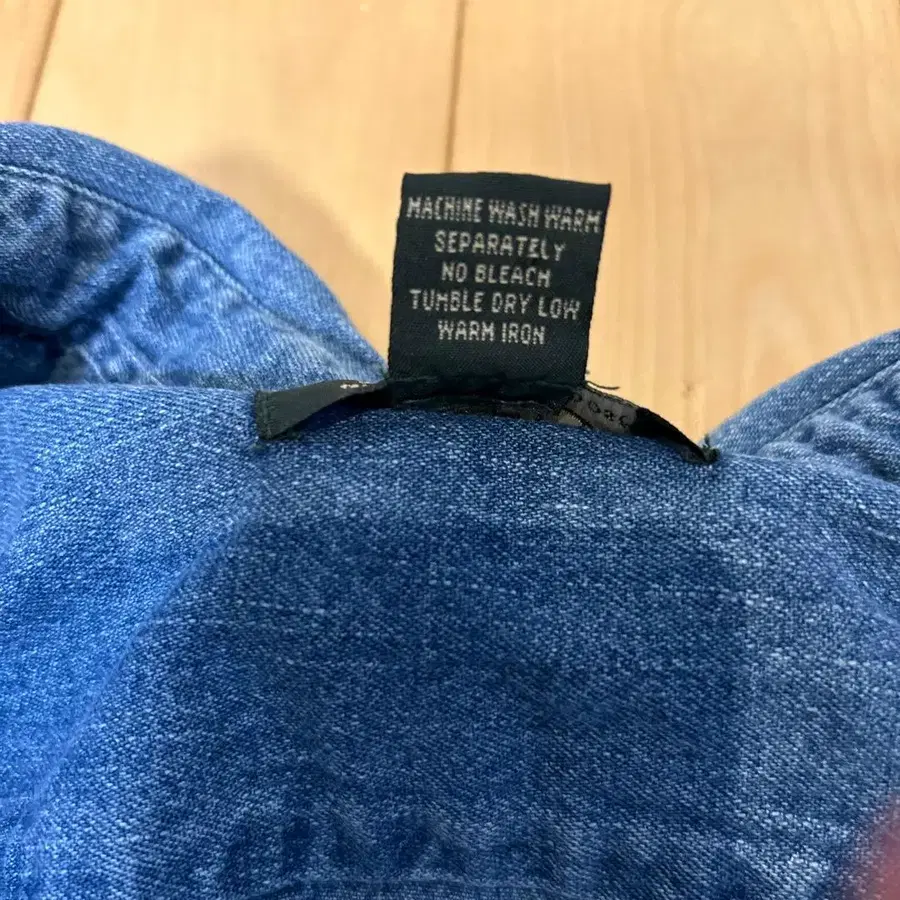 MACHINE WASH WARM
SEPARATELY
NO BLEACH
TUMBLE DRY LOW
WARM IRON